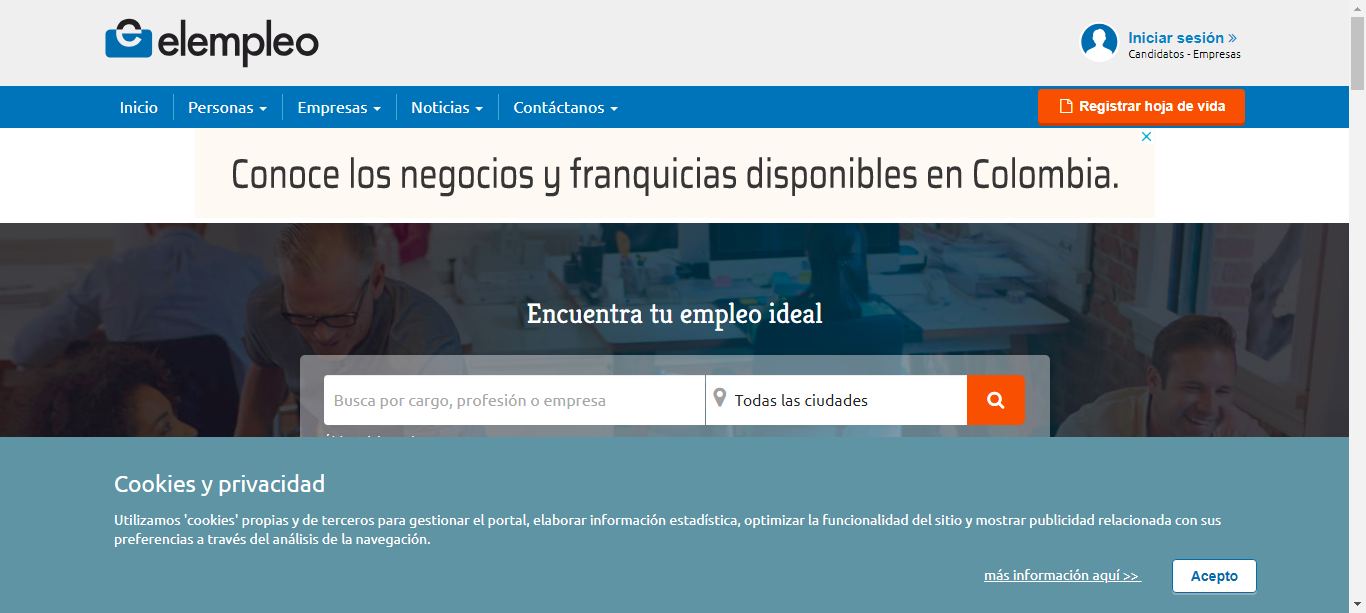 elempleo
Iniciar sesión »
Candidatos - Empresas
Inicio
Personas
Empresas
Noticias
Contáctanos
Registrar hoja de vida
Conoce los negocios y franquicias disponibles en Colombia.
Encuentra tu empleo ideal
Busca por cargo, profesión o empresa
Todas las ciudades
Cookies y privacidad
Utilizamos 'cookies' propias y de terceros para gestionar el portal, elaborar información estadística, optimizar la funcionalidad del sitio y mostrar publicidad relacionada con sus
preferencias a través del análisis de la navegación.
más información aquí >>
Acepto